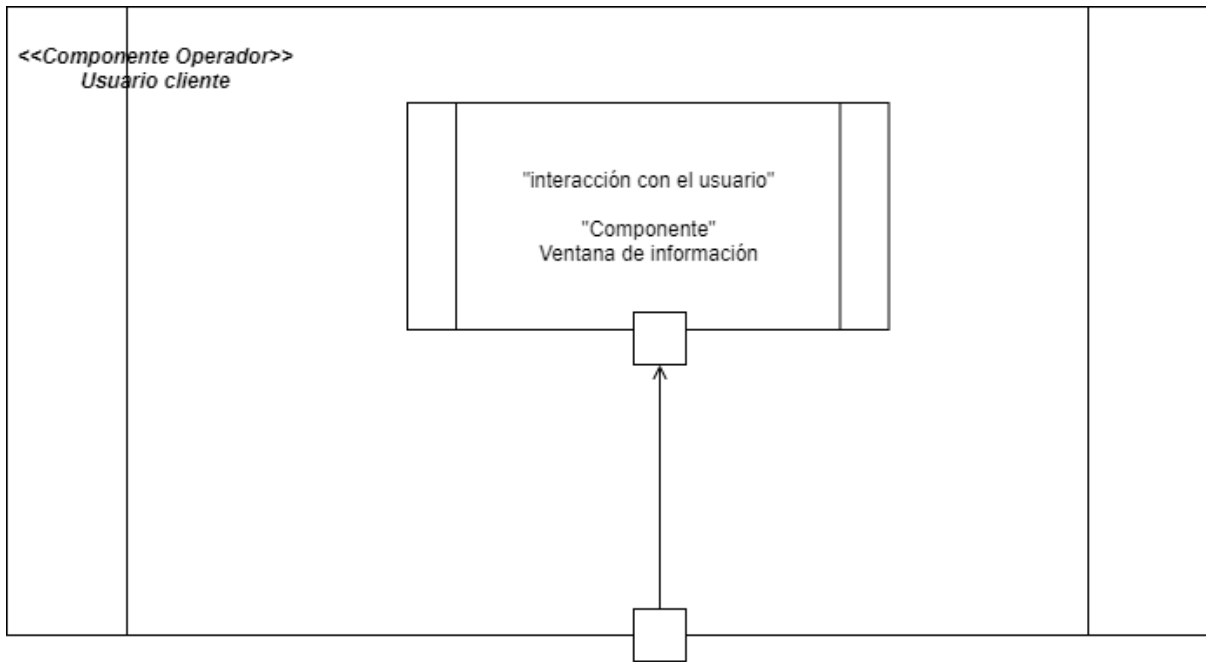 <<Componente Operador>>
Usuario cliente
"interacción con el usuario"
"Componente"
Ventana de información